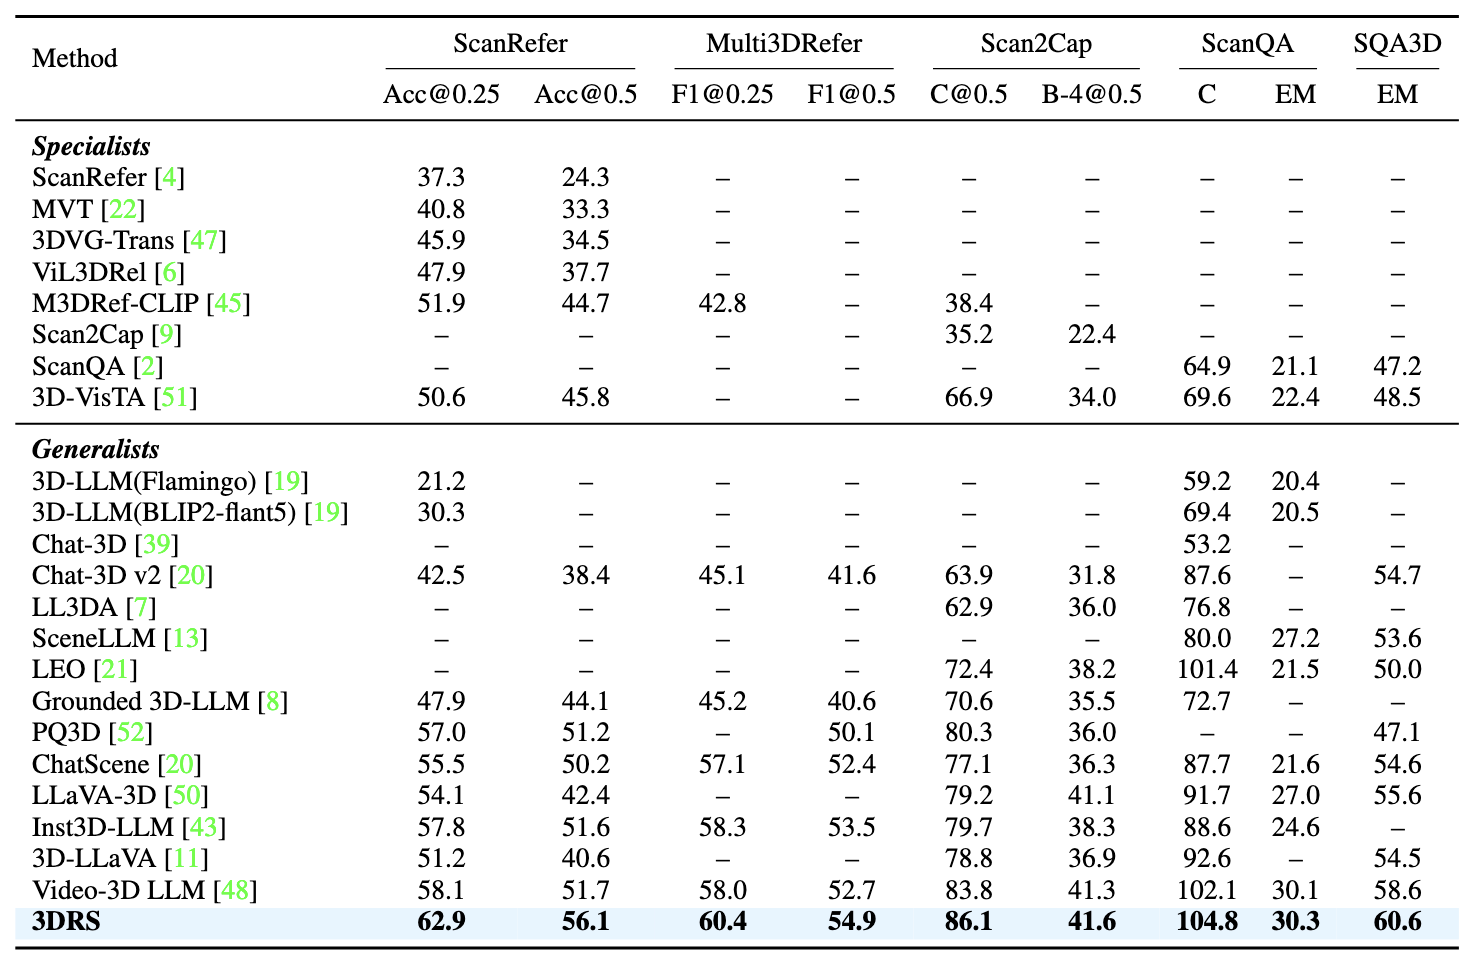 Method ScanRefer Multi3DRefer Scan2Cap ScanQA SQA3D
Acc@0.25 Acc@0.5 F1@0.25 F1@0.5 C@0.5 B-4@0.5 C EM EM
Specialists
ScanRefer [4] 37.3 24.3 – – – – – – –
MVT [22] 40.8 33.3 – – – – – – –
3DVG-Trans [47] 45.9 34.5 – – – – – – –
ViL3DRel [6] 47.9 37.7 – – – – – – –
M3DRef-CLIP [45] 51.9 44.7 42.8 – 38.4 – – – –
Scan2Cap [9] – – – – 35.2 22.4 – – –
ScanQA [2] – – – – – – 64.9 21.1 47.2
3D-VisTA [51] 50.6 45.8 – – 66.9 34.0 69.6 22.4 48.5
Generalists
3D-LLM(Flamingo) [19] 21.2 – – – – – 59.2 20.4 –
3D-LLM(BLIP2-flant5) [19] 30.3 – – – – – 69.4 20.5 –
Chat-3D [39] – – – – – – 53.2 – –
Chat-3D v2 [20] 42.5 38.4 45.1 41.6 63.9 31.8 87.6 – 54.7
LL3DA [7] – – – – 62.9 36.0 76.8 – –
SceneLLM [13] – – – – – – 80.0 27.2 53.6
LEO [21] – – – – 72.4 38.2 101.4 21.5 50.0
Grounded 3D-LLM [8] 47.9 44.1 45.2 40.6 70.6 35.5 72.7 – –
PQ3D [52] 57.0 51.2 – 50.1 80.3 36.0 – – 47.1
ChatScene [20] 55.5 50.2 57.1 52.4 77.1 36.3 87.7 21.6 54.6
LLaVA-3D [50] 54.1 42.4 – – 79.2 41.1 91.7 27.0 55.6
Inst3D-LLM [43] 57.8 51.6 58.3 53.5 79.7 38.3 88.6 24.6 –
3D-LLaVA [11] 51.2 40.6 – – 78.8 36.9 92.6 – 54.5
Video-3D LLM [48] 58.1 51.7 58.0 52.7 83.8 41.3 102.1 30.1 58.6
3DRS 62.9 56.1 60.4 54.9 86.1 41.6 104.8 30.3 60.6